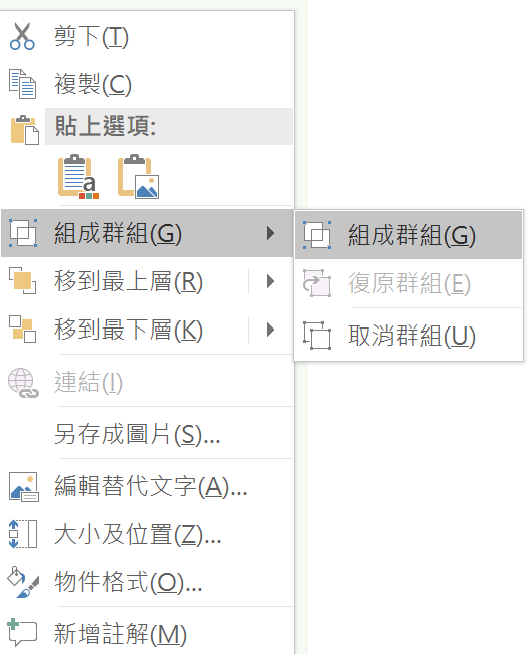 剪下(T)
複製(C)
貼上選項:
a
組成群組(G)
移到最上層(R)
移到最下層(K)
連結(I)
另存成圖片(S)...
編輯替代文字(A)...
大小及位置(Z)...
物件格式(O)...
新增註解(M)
組成群組(G)
復原群組(E)
取消群組(U)